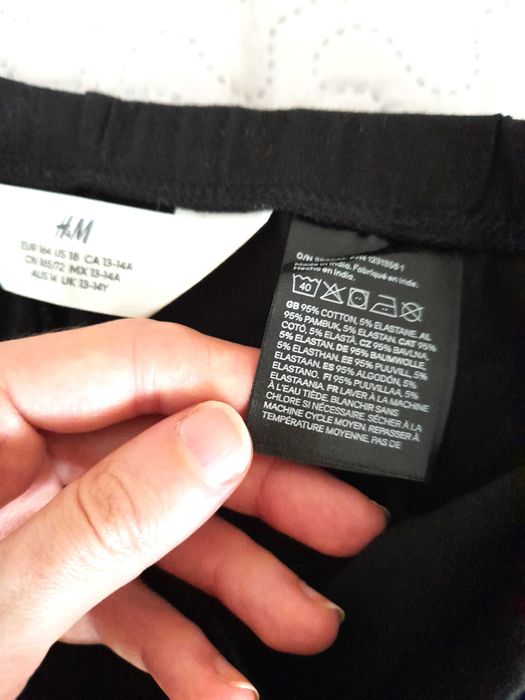 H&M
EUR 164 US 18 CA 13-14A
CN 165/72 MX 13-14A
AUS 14 UK 13-14Y
O/N P/N 1231358-1
Made in India. Fabriqué en Inde.
Hecho en India.
40
GB 95% COTTON, 5% ELASTANE. AL
95% PAMBUK, 5% ELASTAN. CAT 95%
COTÓ, 5% ELASTÀ. CZ 95% BAVLNA,
5% ELASTAN. DE 95% BAUMWOLLE,
5% ELASTHAN. EE 95% PUUVILL, 5%
ELASTAAN. ES 95% ALGODÓN, 5%
ELASTANO. FI 95% PUUVILLAA, 5%
ELASTAANIA. FR LAVER À LA MACHINE
À L'EAU TIÈDE. BLANCHIR SANS
CHLORE SI NÉCESSAIRE. SÉCHER À LA
MACHINE CYCLE MOYEN. REPASSER À
TEMPÉRATURE MOYENNE. PAS DE